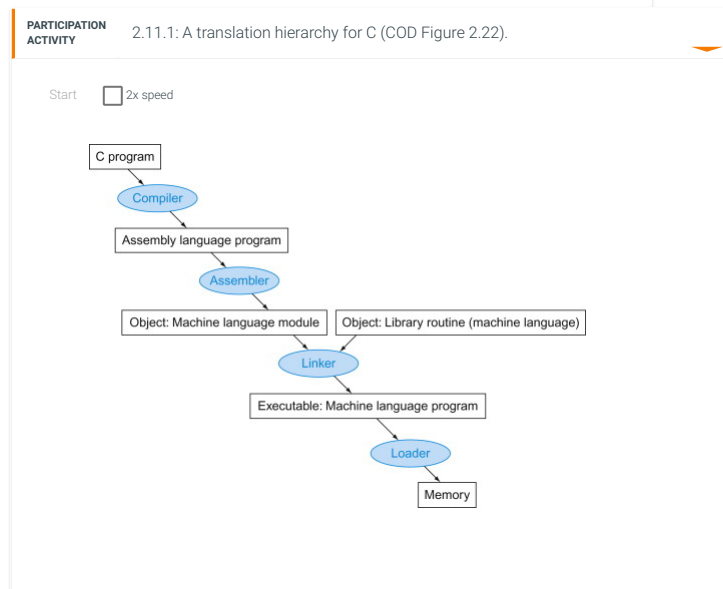 PARTICIPATION
ACTIVITY
2.11.1: A translation hierarchy for C (COD Figure 2.22).
Start
2x speed
C program
Compiler
Assembly language program
Assembler
Object: Machine language module
Object: Library routine (machine language)
Linker
Executable: Machine language program
Loader
Memory